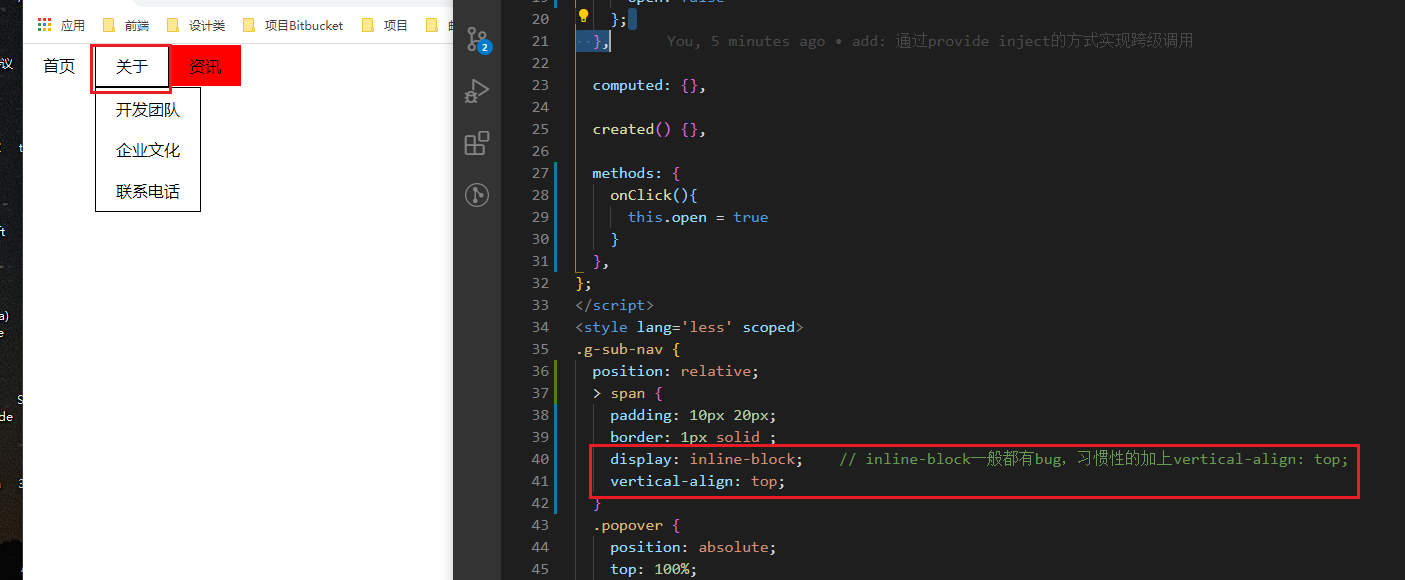 应用 前端 设计类 项目Bitbucket 项目
首页 关于 资讯
开发团队
企业文化
联系电话
2
20 };
21 }, You, 5 minutes ago • add: 通过provide inject的方式实现跨级调用
22
23 computed: {},
24
25 created() {},
26
27 methods: {
28 onClick(){
29 this.open = true
30 }
31 },
32 };
33 </script>
34 <style lang='less' scoped>
35 .g-sub-nav {
36 position: relative;
37 > span {
38 padding: 10px 20px;
39 border: 1px solid ;
40 display: inline-block; // inline-block一般都有bug，习惯性的加上vertical-align: top;
41 vertical-align: top;
42 }
43 .popover {
44 position: absolute;
45 top: 100%;